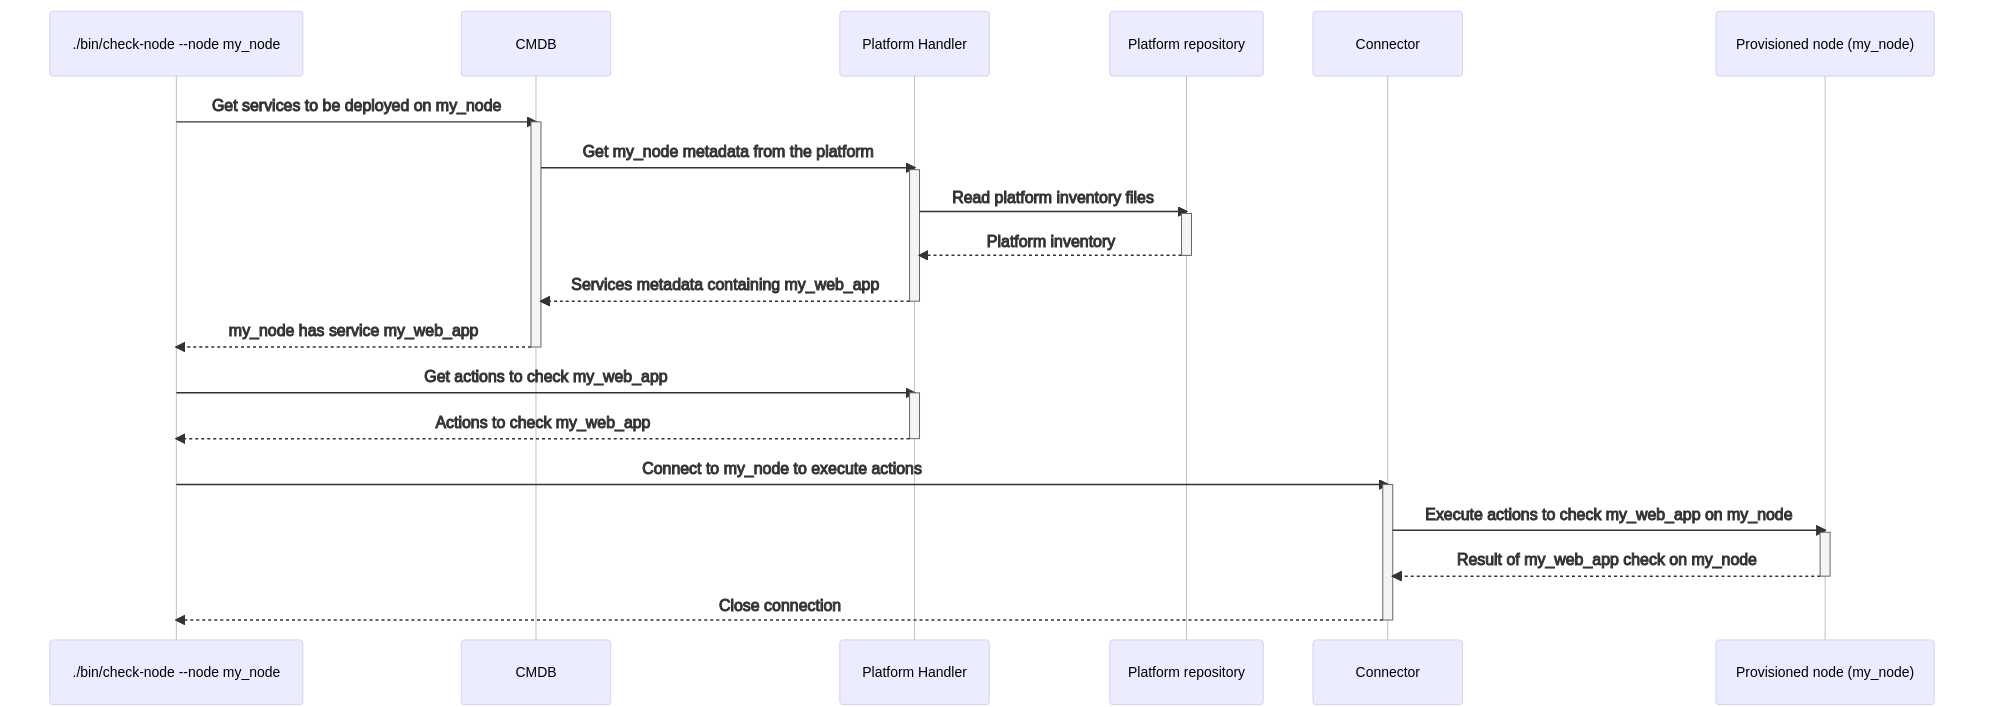 ./bin/check-node --node my_node
CMDB
Platform Handler
Platform repository
Connector
Provisioned node (my_node)
Get services to be deployed on my_node
Get my_node metadata from the platform
Read platform inventory files
Platform inventory
Services metadata containing my_web_app
my_node has service my_web_app
Get actions to check my_web_app
Actions to check my_web_app
Connect to my_node to execute actions
Execute actions to check my_web_app on my_node
Result of my_web_app check on my_node
Close connection
./bin/check-node --node my_node
CMDB
Platform Handler
Platform repository
Connector
Provisioned node (my_node)